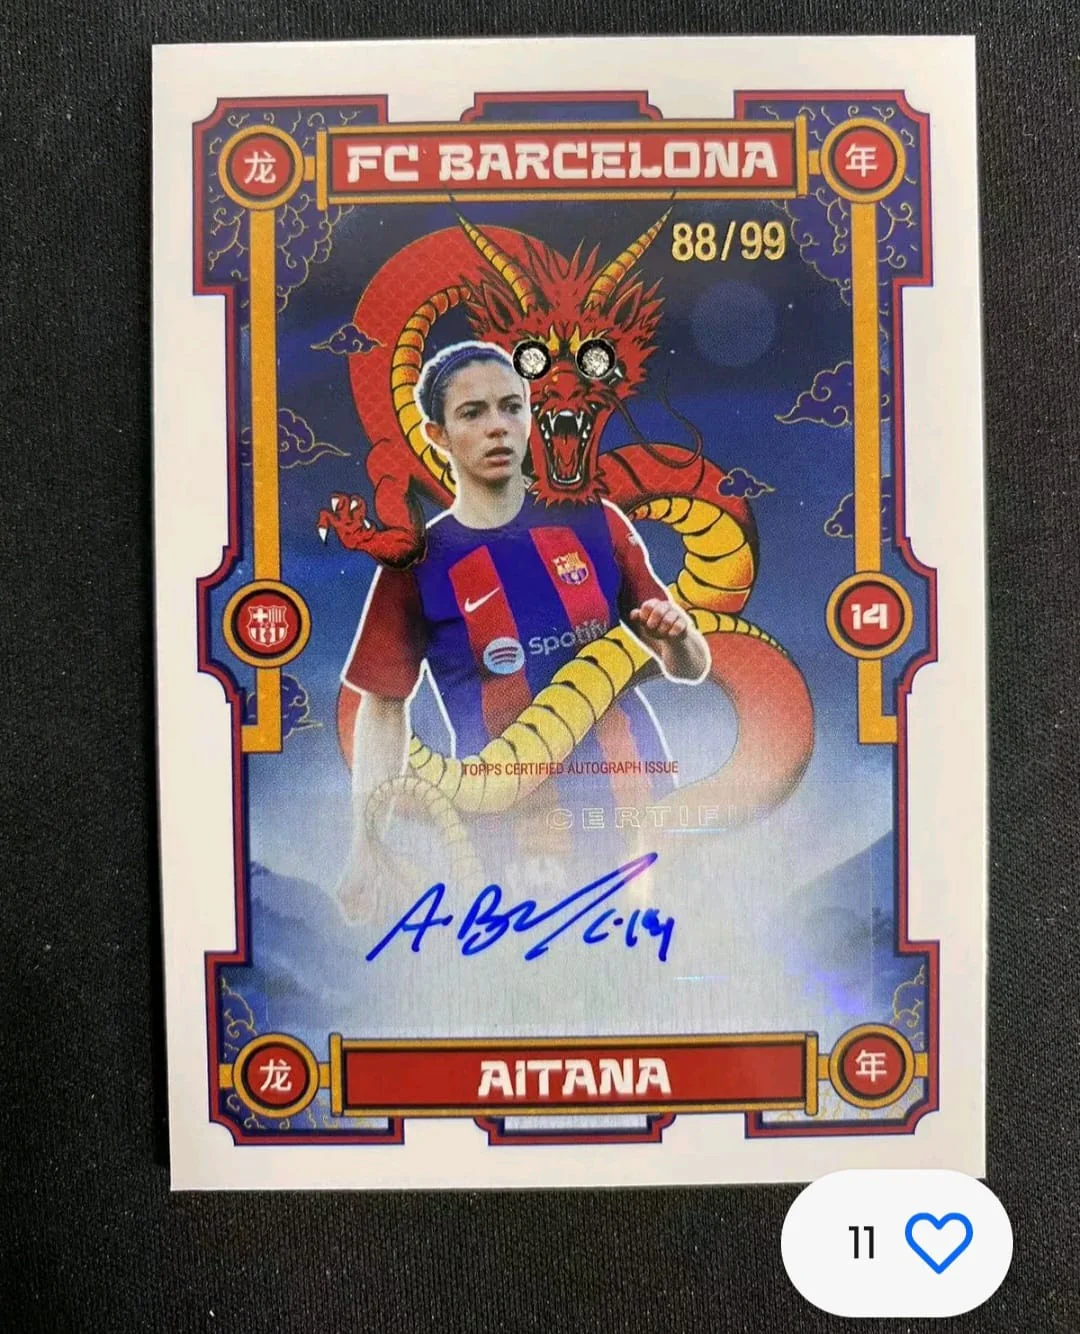 龙 FC BARCELONA 年
88/99
Spotify
14
TOPPS CERTIFIED AUTOGRAPH ISSUE
龙 AITANA 年
11